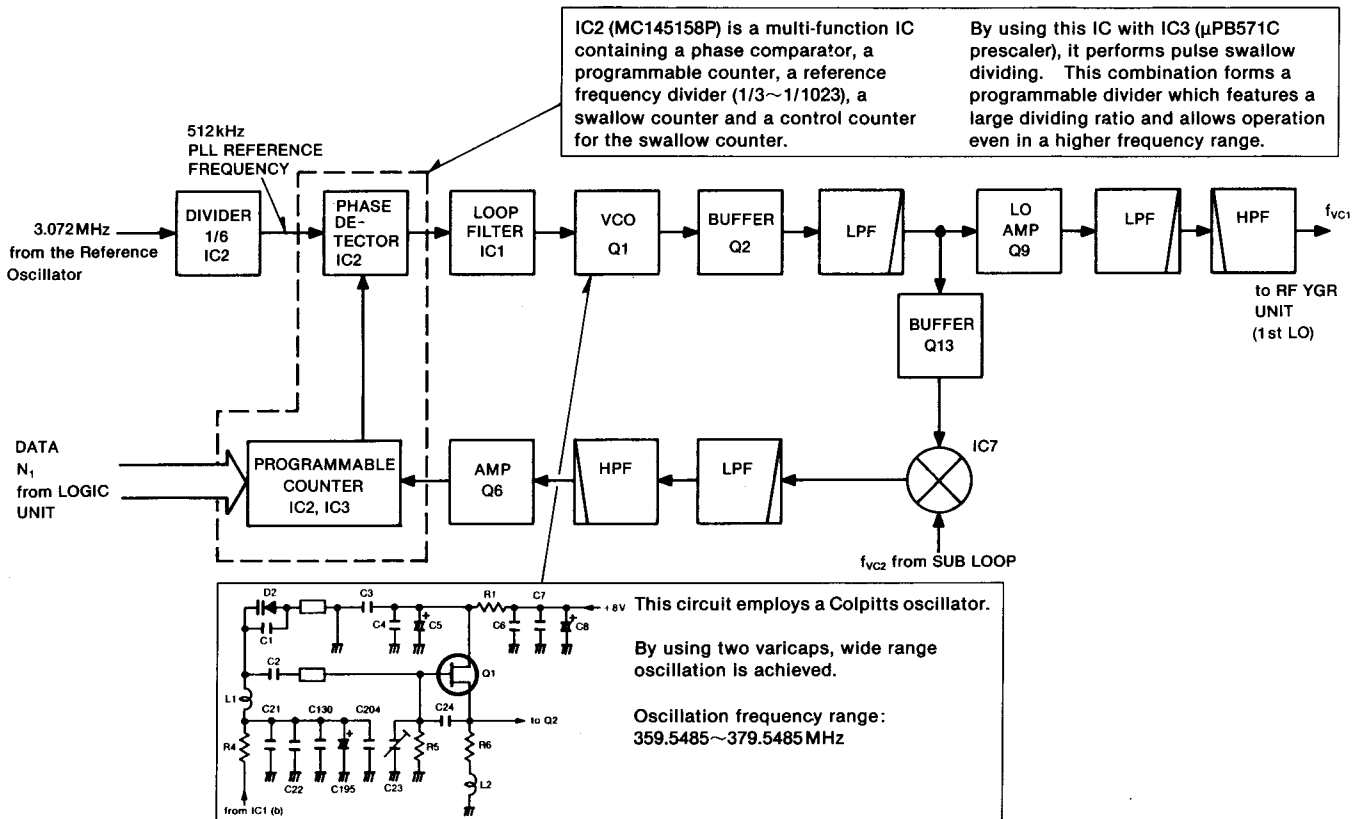 IC2 (MC145158P) is a multi-function IC
containing a phase comparator, a
programmable counter, a reference
frequency divider (1/3~1/1023), a
swallow counter and a control counter
for the swallow counter.
By using this IC with IC3 (µPB571C
prescaler), it performs pulse swallow
dividing. This combination forms a
programmable divider which features a
large dividing ratio and allows operation
even in a higher frequency range.
512kHz
PLL REFERENCE
FREQUENCY
3.072MHz
from the Reference
Oscillator
DIVIDER
1/6
IC2
PHASE
DE-
TECTOR
IC2
LOOP
FILTER
IC1
VCO
Q1
BUFFER
Q2
LPF
LO
AMP
Q9
LPF
HPF
fVC1
to RF YGR
UNIT
(1st LO)
BUFFER
Q13
IC7
DATA
N1
from LOGIC
UNIT
PROGRAMMABLE
COUNTER
IC2, IC3
AMP
Q6
HPF
LPF
fVC2 from SUB LOOP
D2
C1
C3
C4
C5
R1
C6
C7
C8
+8V
C2
Q1
L1
C21
C130
C204
C24
to Q2
R4
R5
R6
C22
C195
C23
L2
from IC1 (b)
This circuit employs a Colpitts oscillator.
By using two varicaps, wide range
oscillation is achieved.
Oscillation frequency range:
359.5485~379.5485MHz